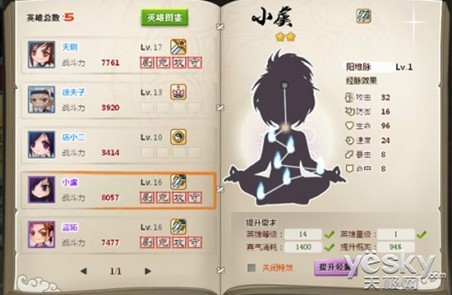 英雄总数 5 英雄图鉴
天明 Lv.17
战斗力 7761
徐夫子 Lv.13
战斗力 3920
店小二 Lv.10
战斗力 3414
小虞 Lv.16
战斗力 8057
蓝拓 Lv.16
战斗力 7477
1/1
小虞
阳维脉 Lv.1
经脉效果
攻击 32
防御 16
生命 96
速度 24
暴击 8
命中 8
提升需求
英雄等级 14 英雄星级 1
真气消耗 1400 提升概率 94%
关闭特效
提升经脉
yesky
天极网
.com